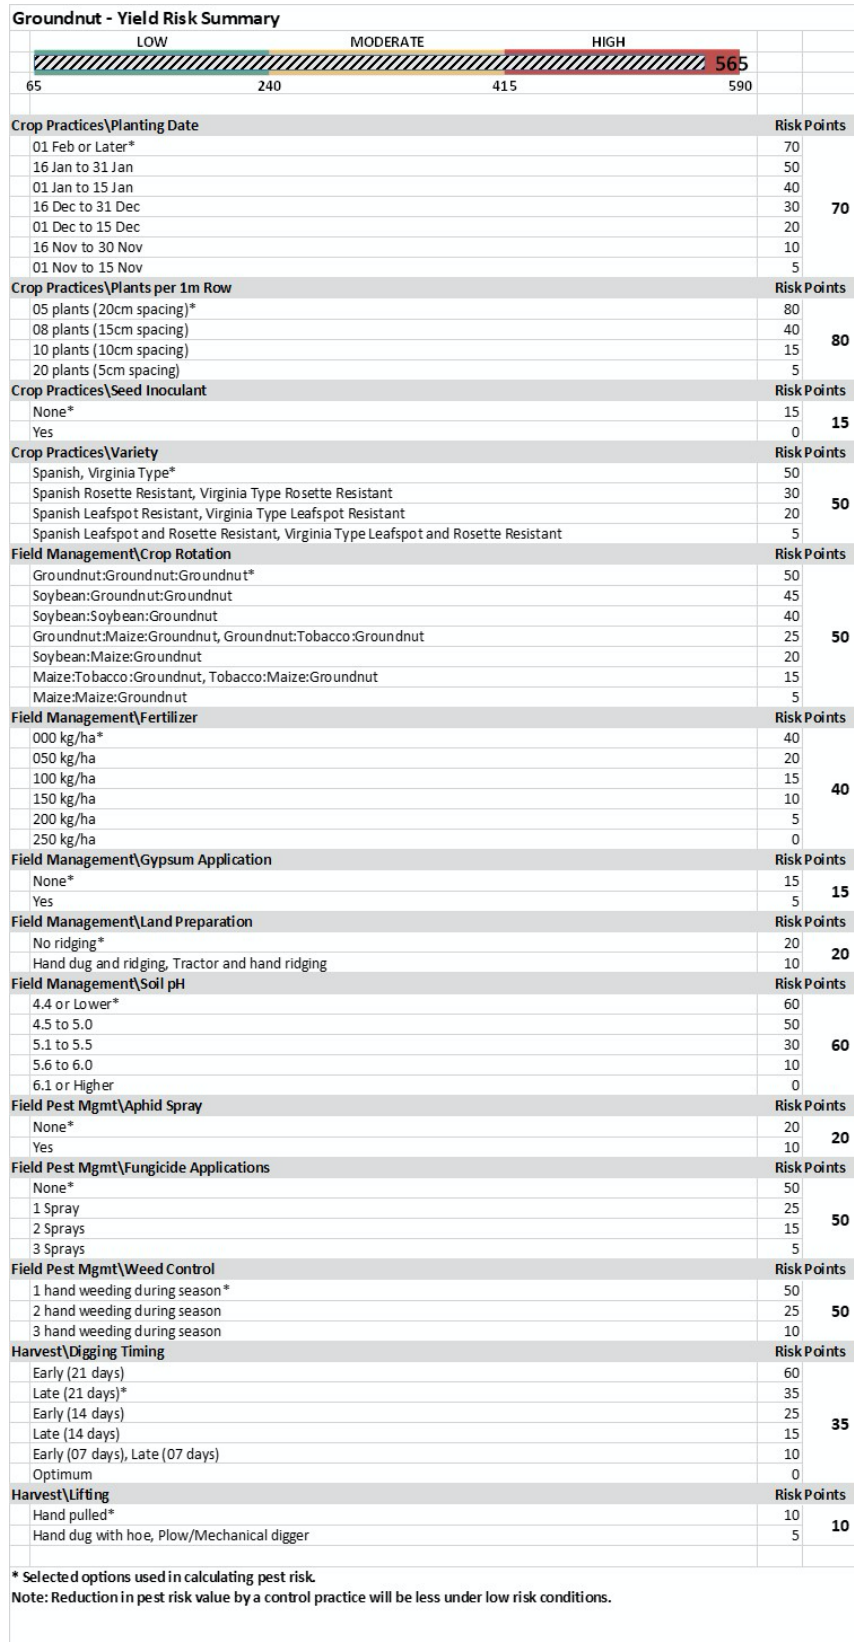 Groundnut - Yield Risk Summary
LOW MODERATE HIGH
565
65 240 415 590
Crop Practices\Planting Date Risk Points
01 Feb or Later* 70
16 Jan to 31 Jan 50
01 Jan to 15 Jan 40
16 Dec to 31 Dec 30 70
01 Dec to 15 Dec 20
16 Nov to 30 Nov 10
01 Nov to 15 Nov 5
Crop Practices\Plants per 1m Row Risk Points
05 plants (20cm spacing)* 80
08 plants (15cm spacing) 40
80
10 plants (10cm spacing) 15
20 plants (5cm spacing) 5
Crop Practices\Seed Inoculant Risk Points
None* 15
15
Yes 0
Crop Practices\Variety Risk Points
Spanish, Virginia Type* 50
Spanish Rosette Resistant, Virginia Type Rosette Resistant 30
50
Spanish Leafspot Resistant, Virginia Type Leafspot Resistant 20
Spanish Leafspot and Rosette Resistant, Virginia Type Leafspot and Rosette Resistant 5
Field Management\Crop Rotation Risk Points
Groundnut:Groundnut:Groundnut* 50
Soybean:Groundnut:Groundnut 45
Soybean:Soybean:Groundnut 40
Groundnut:Maize:Groundnut, Groundnut:Tobacco:Groundnut 25 50
Soybean:Maize:Groundnut 20
Maize:Tobacco:Groundnut, Tobacco:Maize:Groundnut 15
Maize:Maize:Groundnut 5
Field Management\Fertilizer Risk Points
000 kg/ha* 40
050 kg/ha 20
100 kg/ha 15
40
150 kg/ha 10
200 kg/ha 5
250 kg/ha 0
Field Management\Gypsum Application Risk Points
None* 15
15
Yes 5
Field Management\Land Preparation Risk Points
No ridging* 20
20
Hand dug and ridging, Tractor and hand ridging 10
Field Management\Soil pH Risk Points
4.4 or Lower* 60
4.5 to 5.0 50
5.1 to 5.5 30 60
5.6 to 6.0 10
6.1 or Higher 0
Field Pest Mgmt\Aphid Spray Risk Points
None* 20
20
Yes 10
Field Pest Mgmt\Fungicide Applications Risk Points
None* 50
1 Spray 25
50
2 Sprays 15
3 Sprays 5
Field Pest Mgmt\Weed Control Risk Points
1 hand weeding during season* 50
2 hand weeding during season 25 50
3 hand weeding during season 10
Harvest\Digging Timing Risk Points
Early (21 days) 60
Late (21 days)* 35
Early (14 days) 25
35
Late (14 days) 15
Early (07 days), Late (07 days) 10
Optimum 0
Harvest\Lifting Risk Points
Hand pulled* 10
10
Hand dug with hoe, Plow/Mechanical digger 5
* Selected options used in calculating pest risk.
Note: Reduction in pest risk value by a control practice will be less under low risk conditions.